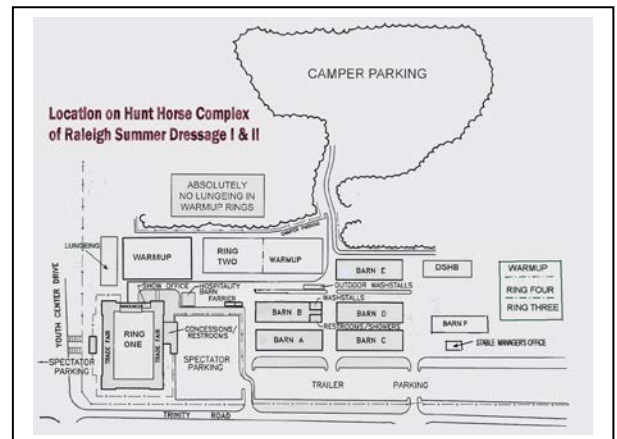 CAMPER PARKING
Location on Hunt Horse Complex
of Raleigh Summer Dressage I & II
ABSOLUTELY
NO LUNGEING IN
WARMUP RINGS
CAMPER PARKING
LUNGEING
WARMUP
RING
TWO
WARMUP
BARN E
DSHB
WARMUP
RING FOUR
RING THREE
SHOW OFFICE
HOSPITALITY
BARN
FARRIER
OUTDOOR WASHSTALLS
WASHSTALLS
BARN B
BARN D
BARN F
RESTROOMS/SHOWERS
BARN A
BARN C
STABLE MANAGER'S OFFICE
YOUTH CENTER DRIVE
TRADE FAIR
RING
ONE
TRADE FAIR
CONCESSIONS/
RESTROOMS
SPECTATOR
PARKING
SPECTATOR
PARKING
TRAILER PARKING
TRINITY ROAD